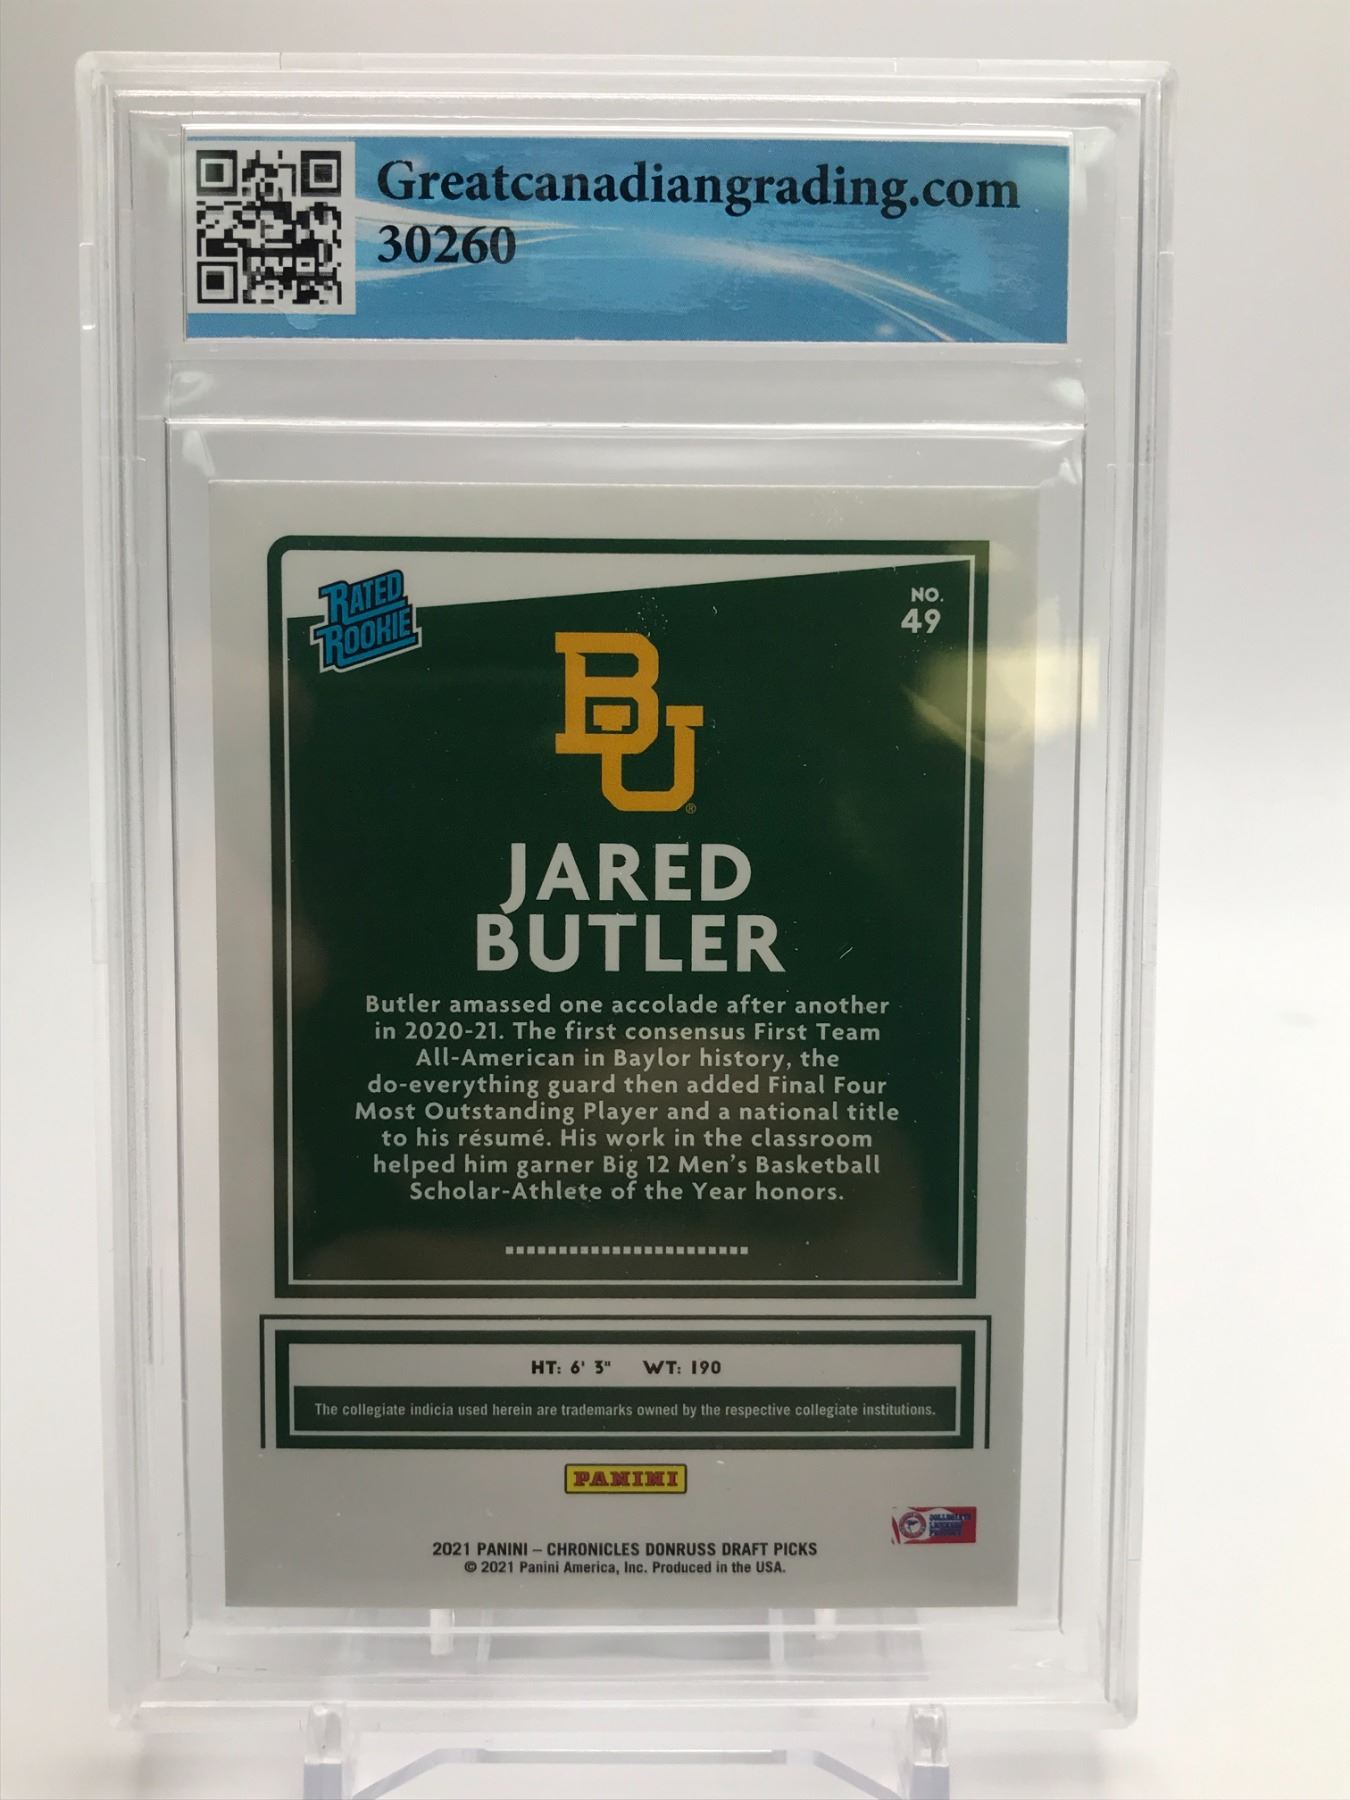 Greatcanadiangrading.com
30260
RATED
ROOKIE
NO.
49
BU
®
JARED
BUTLER
Butler amassed one accolade after another
in 2020-21. The first consensus First Team
All-American in Baylor history, the
do-everything guard then added Final Four
Most Outstanding Player and a national title
to his résumé. His work in the classroom
helped him garner Big 12 Men's Basketball
Scholar-Athlete of the Year honors.
HT: 6' 3" WT: 190
The collegiate indicia used herein are trademarks owned by the respective collegiate institutions.
PANINI
2021 PANINI – CHRONICLES DONRUSS DRAFT PICKS
© 2021 Panini America, Inc. Produced in the USA.